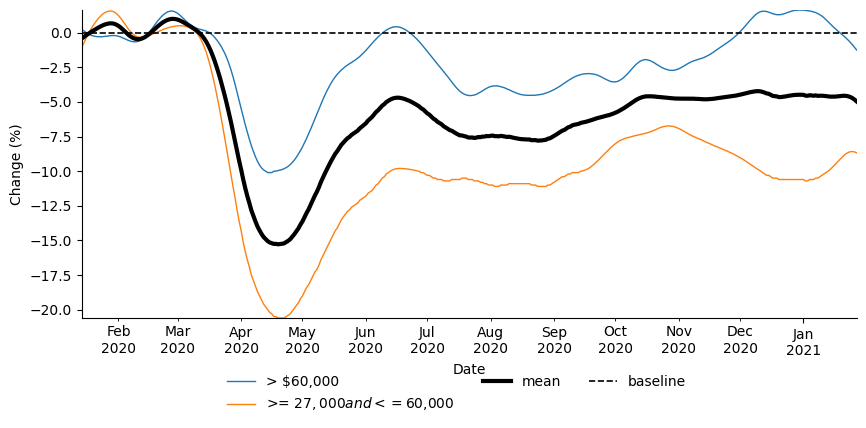 Change (%)
0.0
−2.5
−5.0
−7.5
−10.0
−12.5
−15.0
−17.5
−20.0
Feb Mar Apr May Jun Jul Aug Sep Oct Nov Dec Jan
2020 2020 2020 2020 2020 2020 2020 2020 2020 2020 2020 2021
Date
> $60,000 mean baseline
>= 27,000and<=60,000